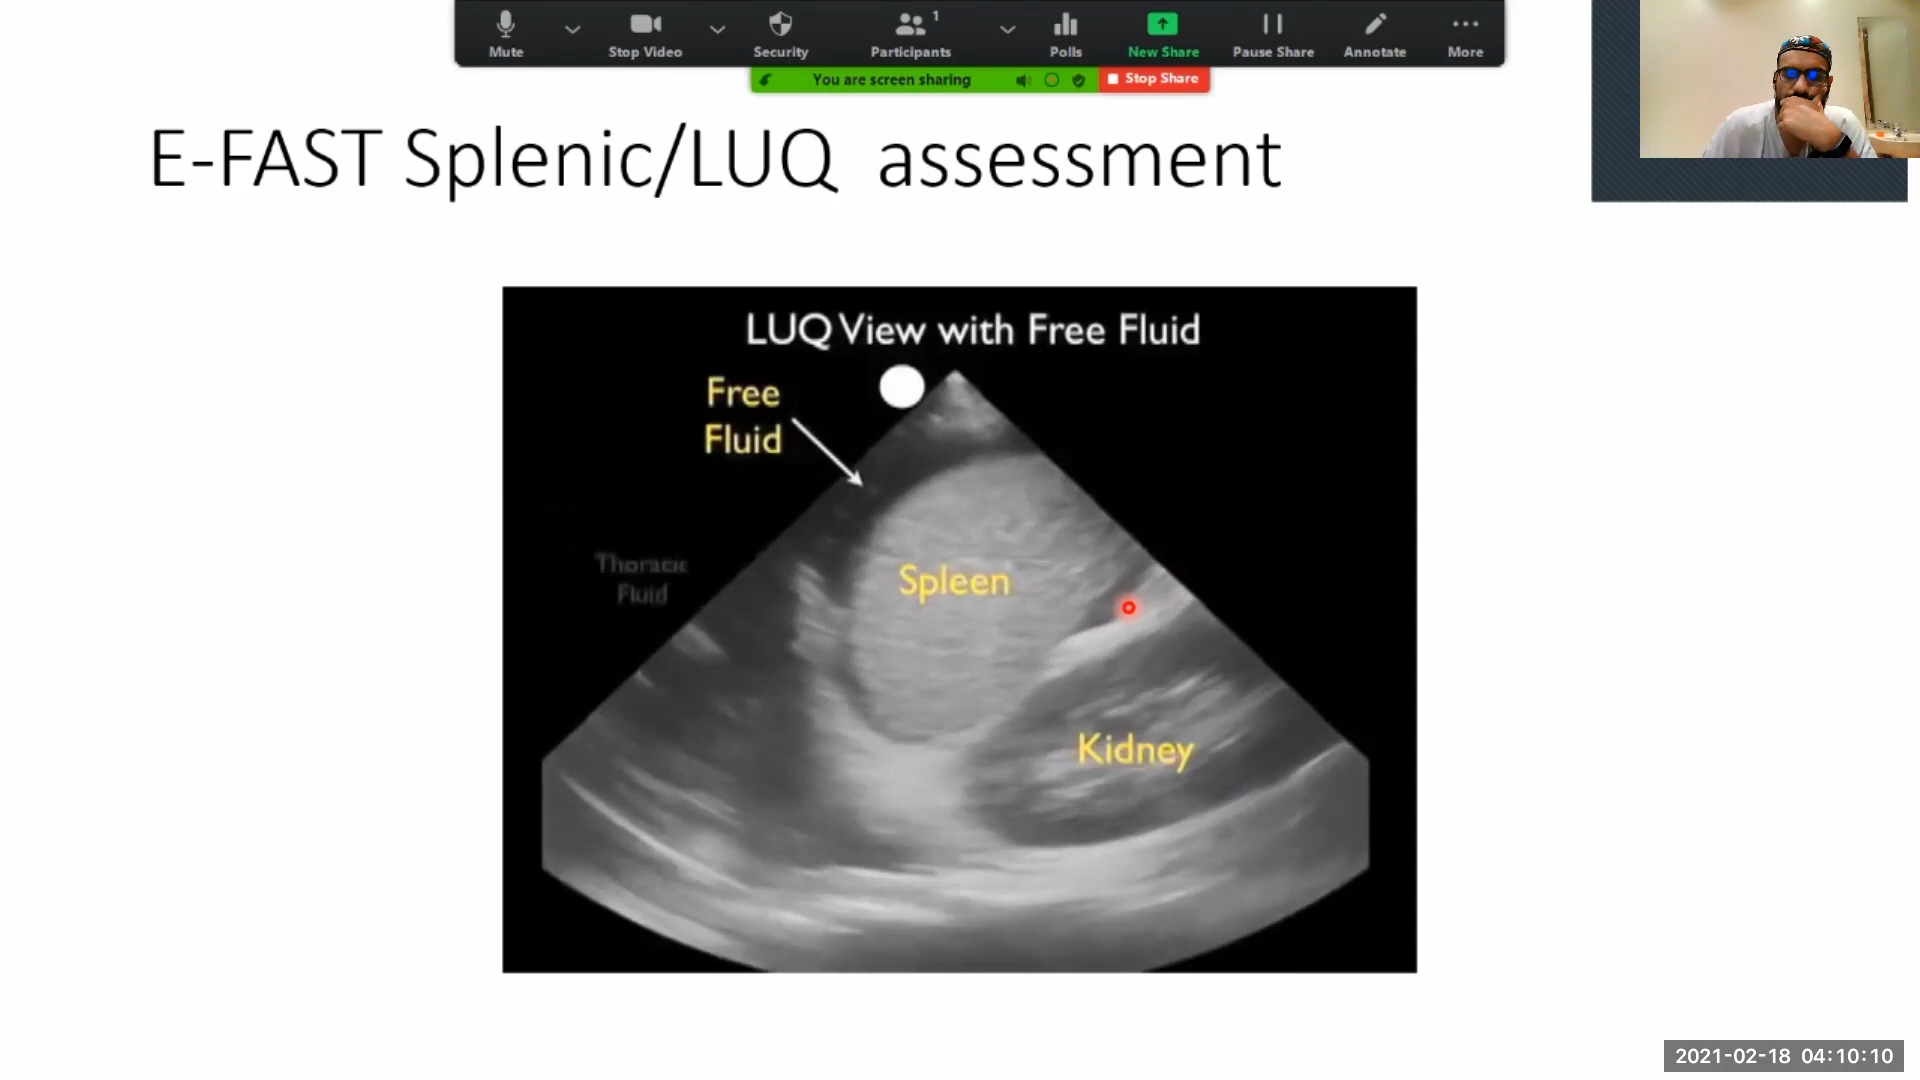 Mute
Stop Video
Security
Participants
1
Polls
New Share
Pause Share
Annotate
More
You are screen sharing
Stop Share
E-FAST Splenic/LUQ assessment
LUQ View with Free Fluid
Free
Fluid
Thoracic
Fluid
Spleen
Kidney
2021-02-18 04:10:10